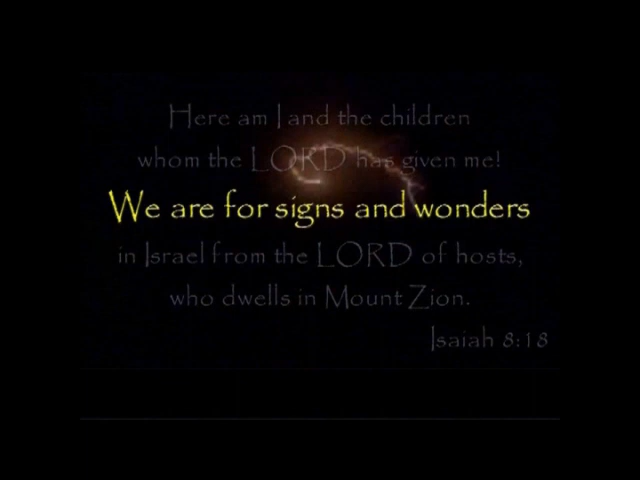 Here am I and the children
whom the LORD has given me!
We are for signs and wonders
in Israel from the LORD of hosts,
who dwells in Mount Zion.
Isaiah 8:18